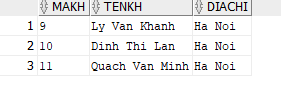 MAKH TENKH DIACHI
1 9 Ly Van Khanh Ha Noi
2 10 Dinh Thi Lan Ha Noi
3 11 Quach Van Minh Ha Noi